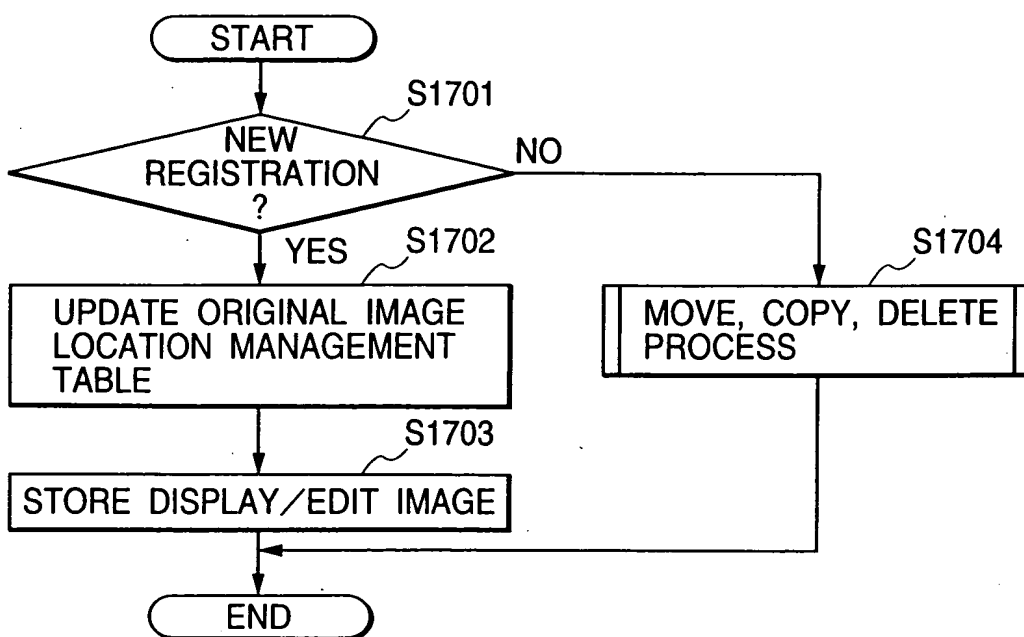 START
S1701
NEW
REGISTRATION
?
NO
YES
S1702
UPDATE ORIGINAL IMAGE
LOCATION MANAGEMENT
TABLE
S1703
STORE DISPLAY/EDIT IMAGE
S1704
MOVE, COPY, DELETE
PROCESS
END